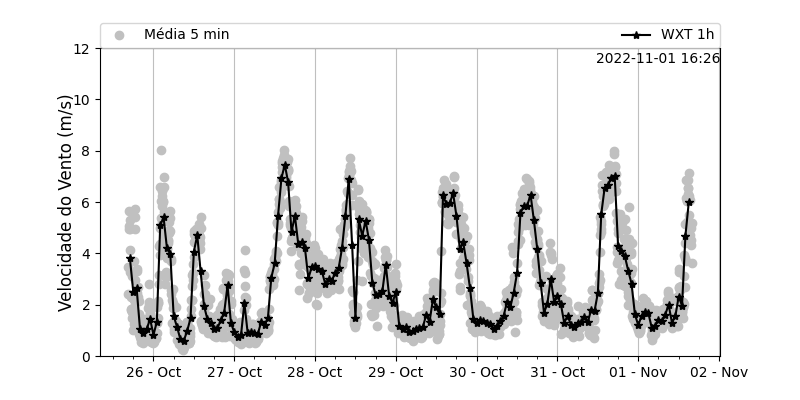 Média 5 min
WXT 1h
2022-11-01 16:26
Velocidade do Vento (m/s)
12
10
8
6
4
2
0
26 - Oct
27 - Oct
28 - Oct
29 - Oct
30 - Oct
31 - Oct
01 - Nov
02 - Nov